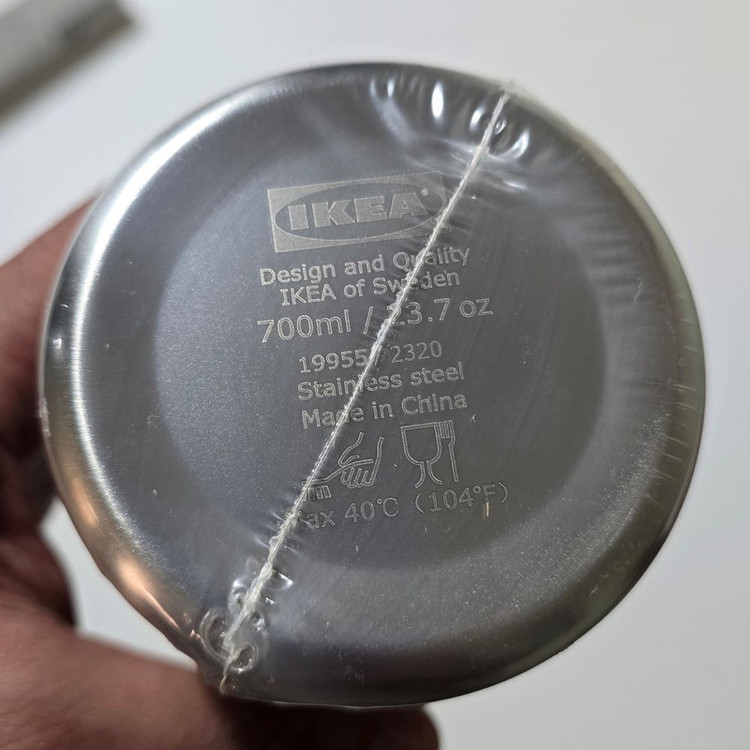 IKEA®
Design and Quality
IKEA of Sweden
700ml / 23.7 oz
19955 / 2320
Stainless steel
Made in China
Max 40°C (104°F)